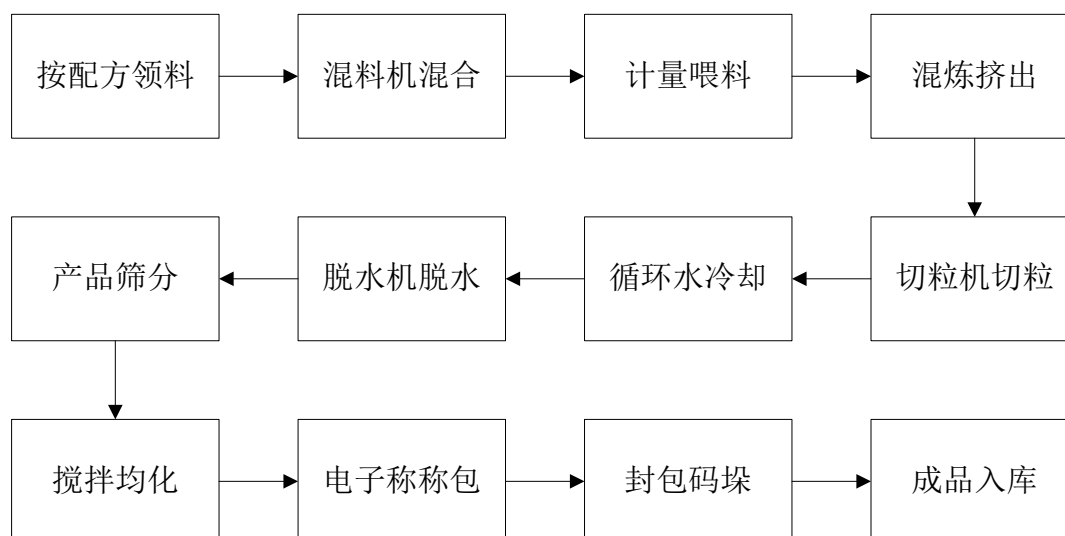 按配方领料
混料机混合
计量喂料
混炼挤出
切粒机切粒
循环水冷却
脱水机脱水
产品筛分
搅拌均化
电子称称包
封包码垛
成品入库